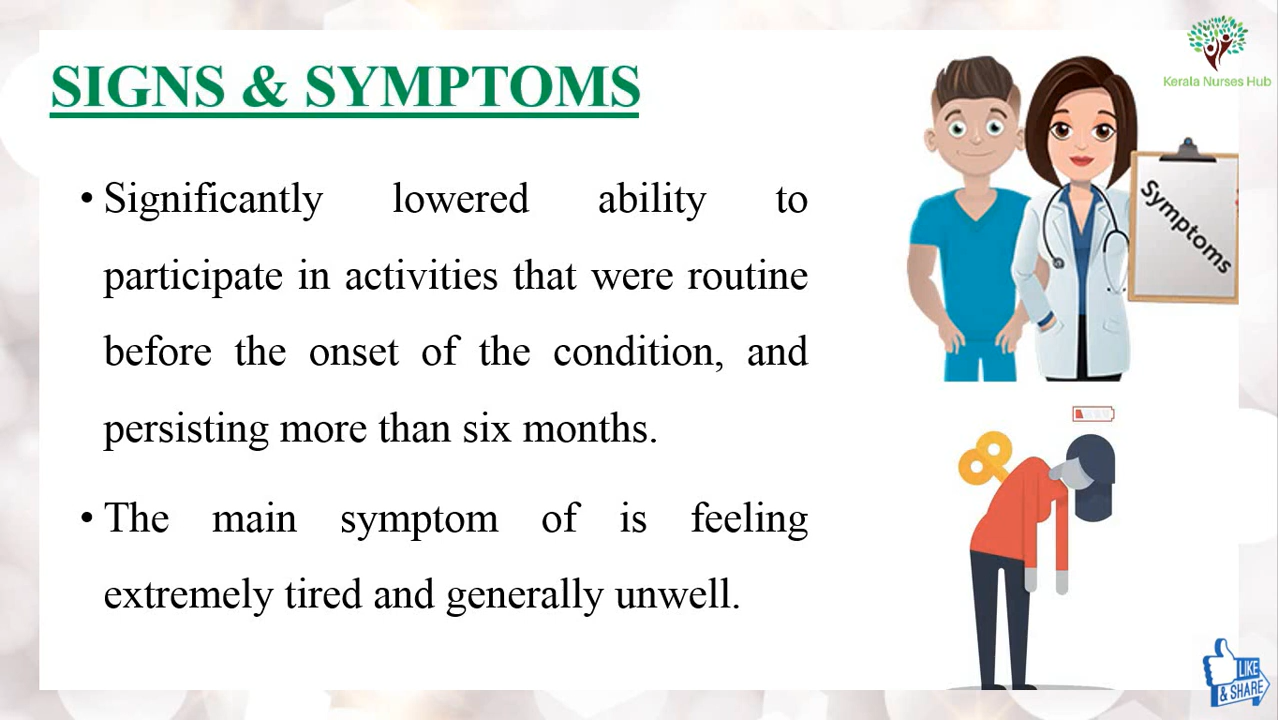 Kerala Nurses Hub
SIGNS & SYMPTOMS
• Significantly lowered ability to
participate in activities that were routine
before the onset of the condition, and
persisting more than six months.
• The main symptom of is feeling
extremely tired and generally unwell.
Symptoms
LIKE
& SHARE